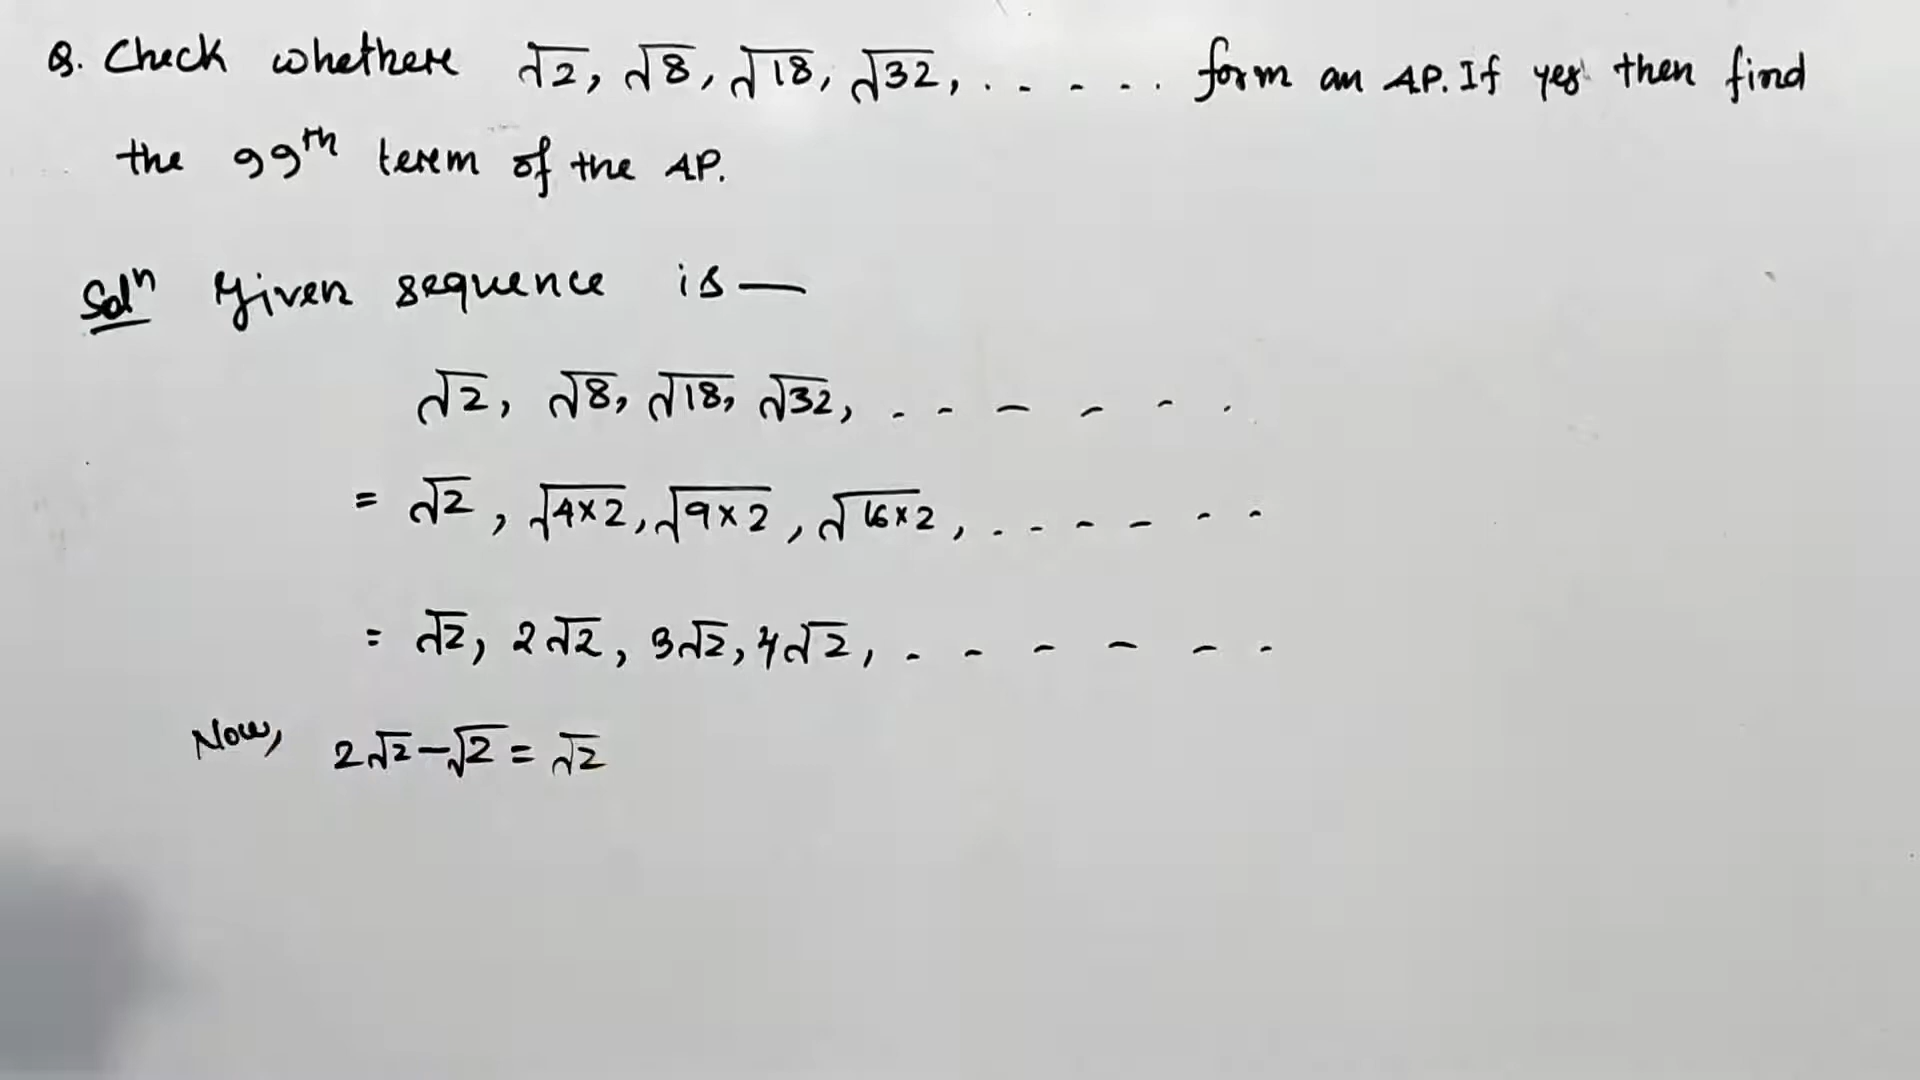 Q. Check whether √2, √8, √18, √32, . . . . . form an AP. If yes then find
the 99th term of the AP.
Solⁿ Given sequence is —
√2, √8, √18, √32, . - - - - .
= √2, √4×2, √9×2, √16×2, . - - - - -
= √2, 2√2, 3√2, 4√2, . - - - - -
Now, 2√2-√2 = √2